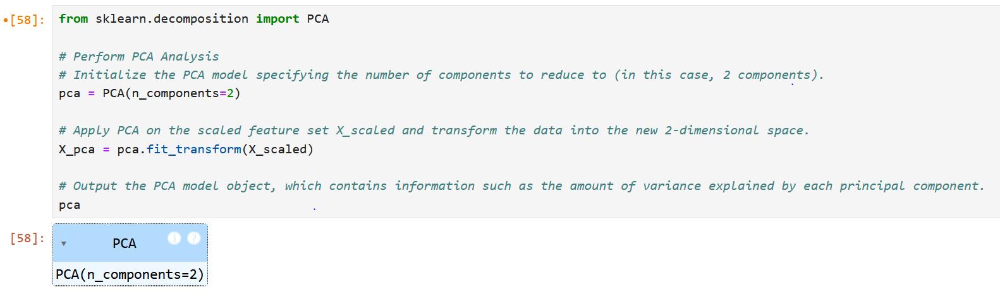 [58]: from sklearn.decomposition import PCA
# Perform PCA Analysis
# Initialize the PCA model specifying the number of components to reduce to (in this case, 2 components).
pca = PCA(n_components=2)
# Apply PCA on the scaled feature set X_scaled and transform the data into the new 2-dimensional space.
X_pca = pca.fit_transform(X_scaled)
# Output the PCA model object, which contains information such as the amount of variance explained by each principal component.
pca
[58]: PCA i ?
PCA(n_components=2)